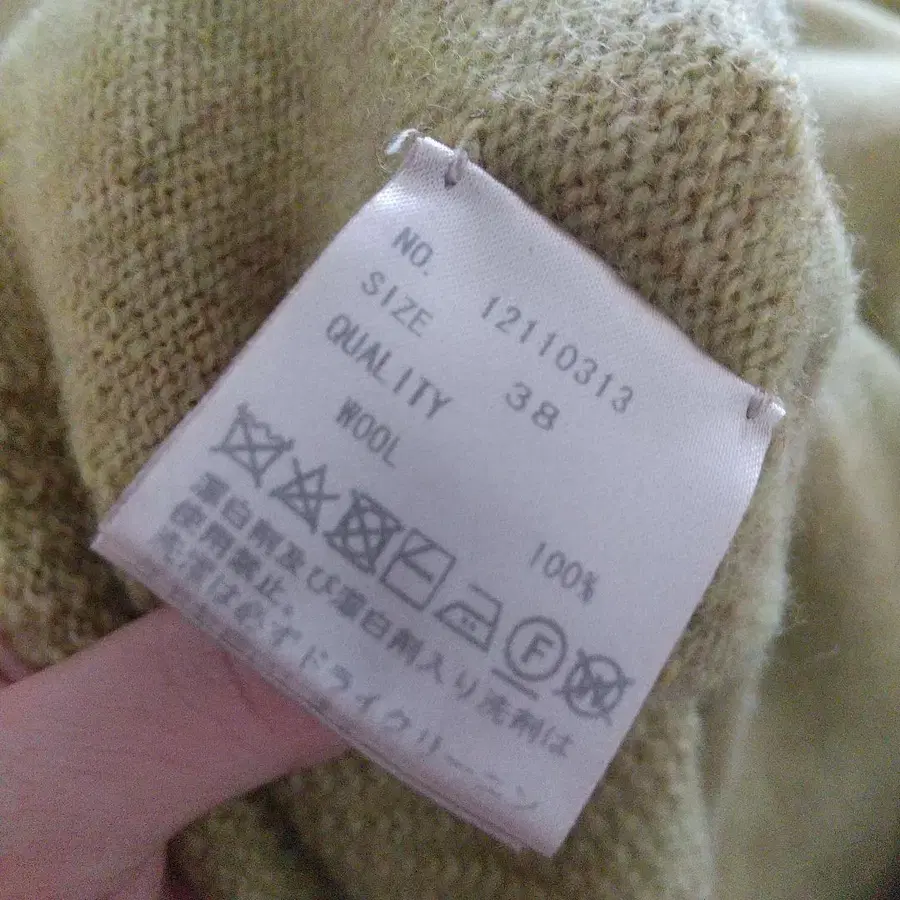 NO. 12110313
SIZE 38
QUALITY
WOOL 100%
F W
漂白剤及び漂白剤入り洗剤は
使用禁止。
洗濯は必ずドライクリーニン